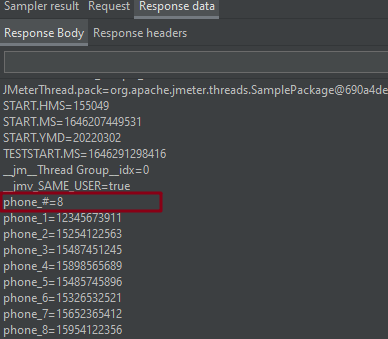 Sampler result Request Response data
Response Body Response headers
JMeterThread.pack=org.apache.jmeter.threads.SamplePackage@690a4de
START.HMS=155049
START.MS=1646207449531
START.YMD=20220302
TESTSTART.MS=1646291298416
__jm__Thread Group__idx=0
__jmv_SAME_USER=true
phone_#=8
phone_1=12345673911
phone_2=15254122563
phone_3=15487451245
phone_4=15898565689
phone_5=15485745896
phone_6=15326532521
phone_7=15652365412
phone_8=15954122356